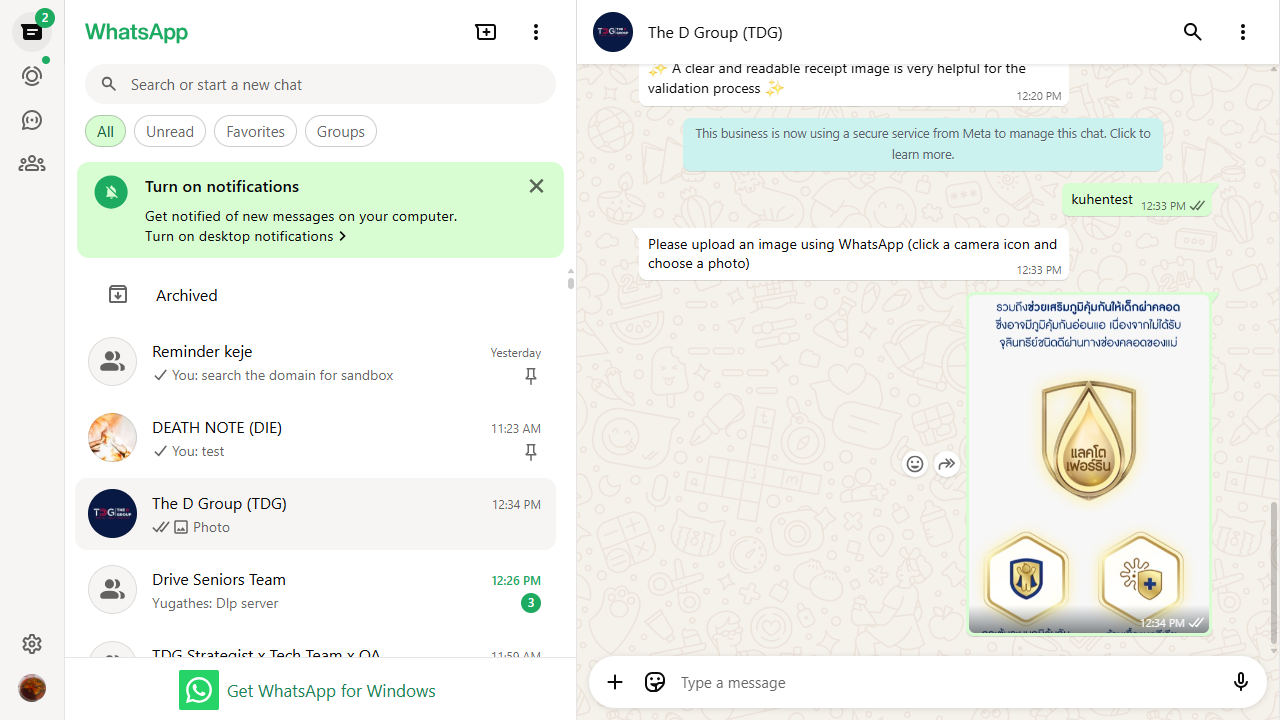 2
WhatsApp
Search or start a new chat
All
Unread
Favorites
Groups
Turn on notifications
Get notified of new messages on your computer.
Turn on desktop notifications
Archived
Reminder keje
Yesterday
You: search the domain for sandbox
DEATH NOTE (DIE)
11:23 AM
You: test
The D Group (TDG)
12:34 PM
Photo
Drive Seniors Team
12:26 PM
Yugathes: Dlp server
3
TDG Strategist x Tech Team x QA
11:59 AM
Get WhatsApp for Windows
The D Group (TDG)
✨ A clear and readable receipt image is very helpful for the
validation process ✨
12:20 PM
This business is now using a secure service from Meta to manage this chat. Click to
learn more.
kuhentest
12:33 PM
Please upload an image using WhatsApp (click a camera icon and
choose a photo)
12:33 PM
รวมถึงช่วยเสริมภูมิคุ้มกันให้เด็กผ่าคลอด
ซึ่งอาจมีภูมิคุ้มกันอ่อนแอ เนื่องจากไม่ได้รับ
จุลินทรีย์ชนิดดีผ่านทางช่องคลอดของแม่
แลคโต
เฟอร์ริน
12:34 PM
Type a message